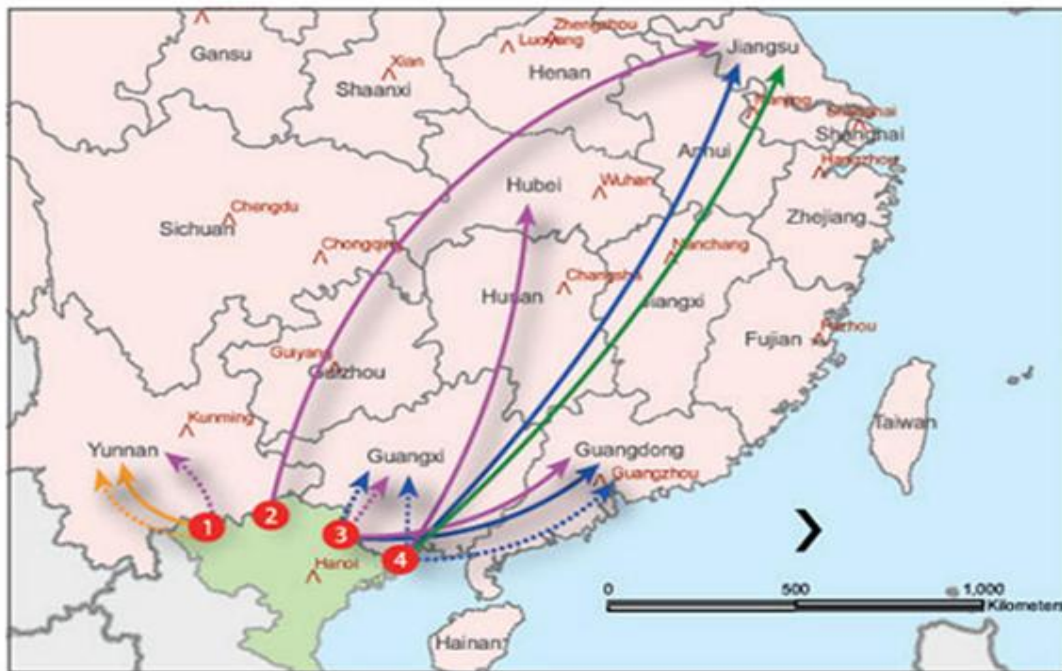 Zhengzhou
Luoyang
Jiangsu
Gansu
Henan
Xian
Shaanxi
Nanjing
Shanghai
Shanghai
Anhui
Hangzhou
Hubei
Wuhan
Zhejiang
Chengdu
Sichuan
Chongqing
Nanchang
Changsha
Hunan
Jiangxi
Fuzhou
Fujian
Guiyang
Guizhou
Kunming
Taiwan
Yunnan
Guangxi
Guangdong
Guangzhou
1
2
3
4
Hanoi
0 500 1,000
Kilometers
Hainan